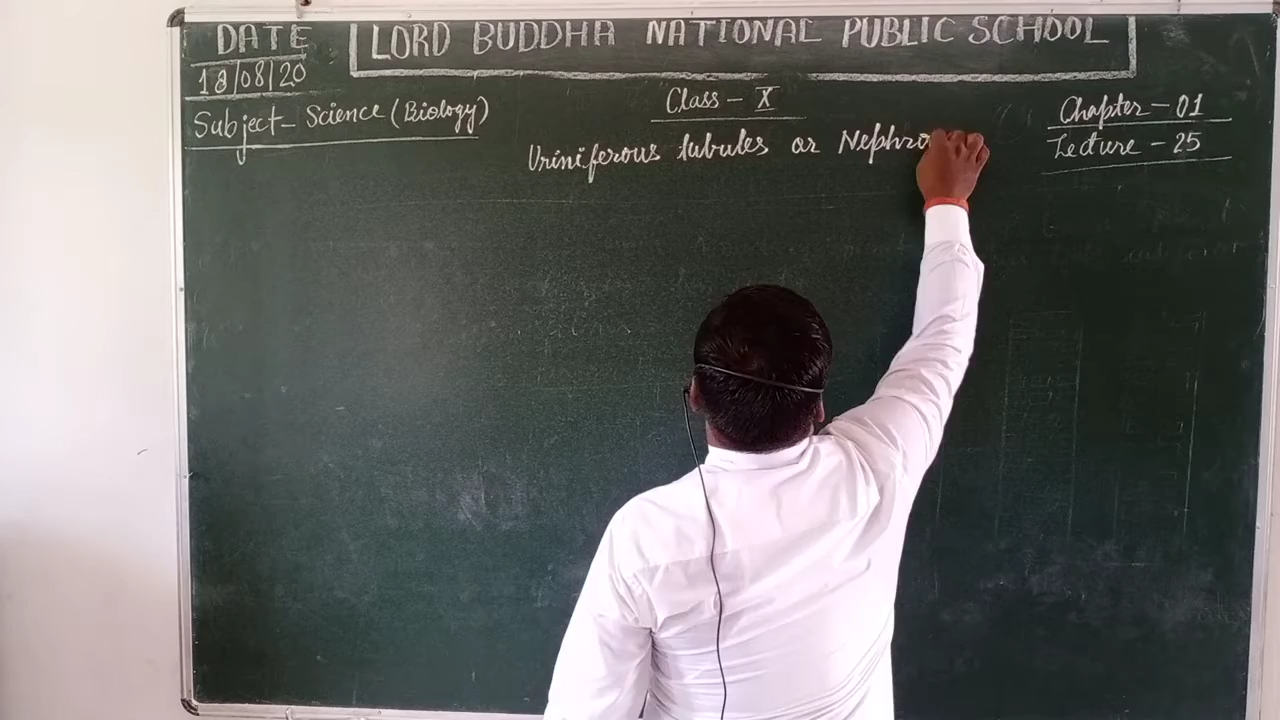 DATE
LORD BUDDHA NATIONAL PUBLIC SCHOOL
18/08/20
Subject- Science (Biology)
Class - X
Chapter - 01
Lecture - 25
Uriniferous tubules or Nephro